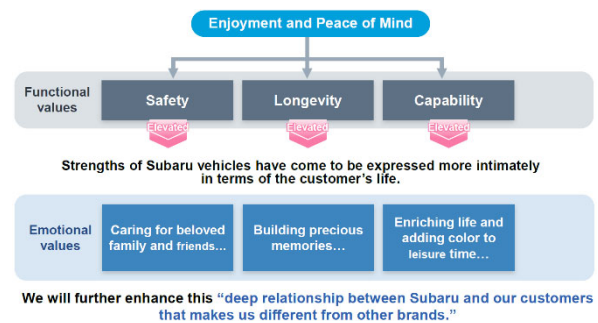 Enjoyment and Peace of Mind
Functional
values
Safety
Longevity
Capability
Elevated
Elevated
Elevated
Strengths of Subaru vehicles have come to be expressed more intimately
in terms of the customer's life.
Emotional
values
Caring for beloved
family and friends...
Building precious
memories...
Enriching life and
adding color to
leisure time...
We will further enhance this “deep relationship between Subaru and our customers
that makes us different from other brands.”